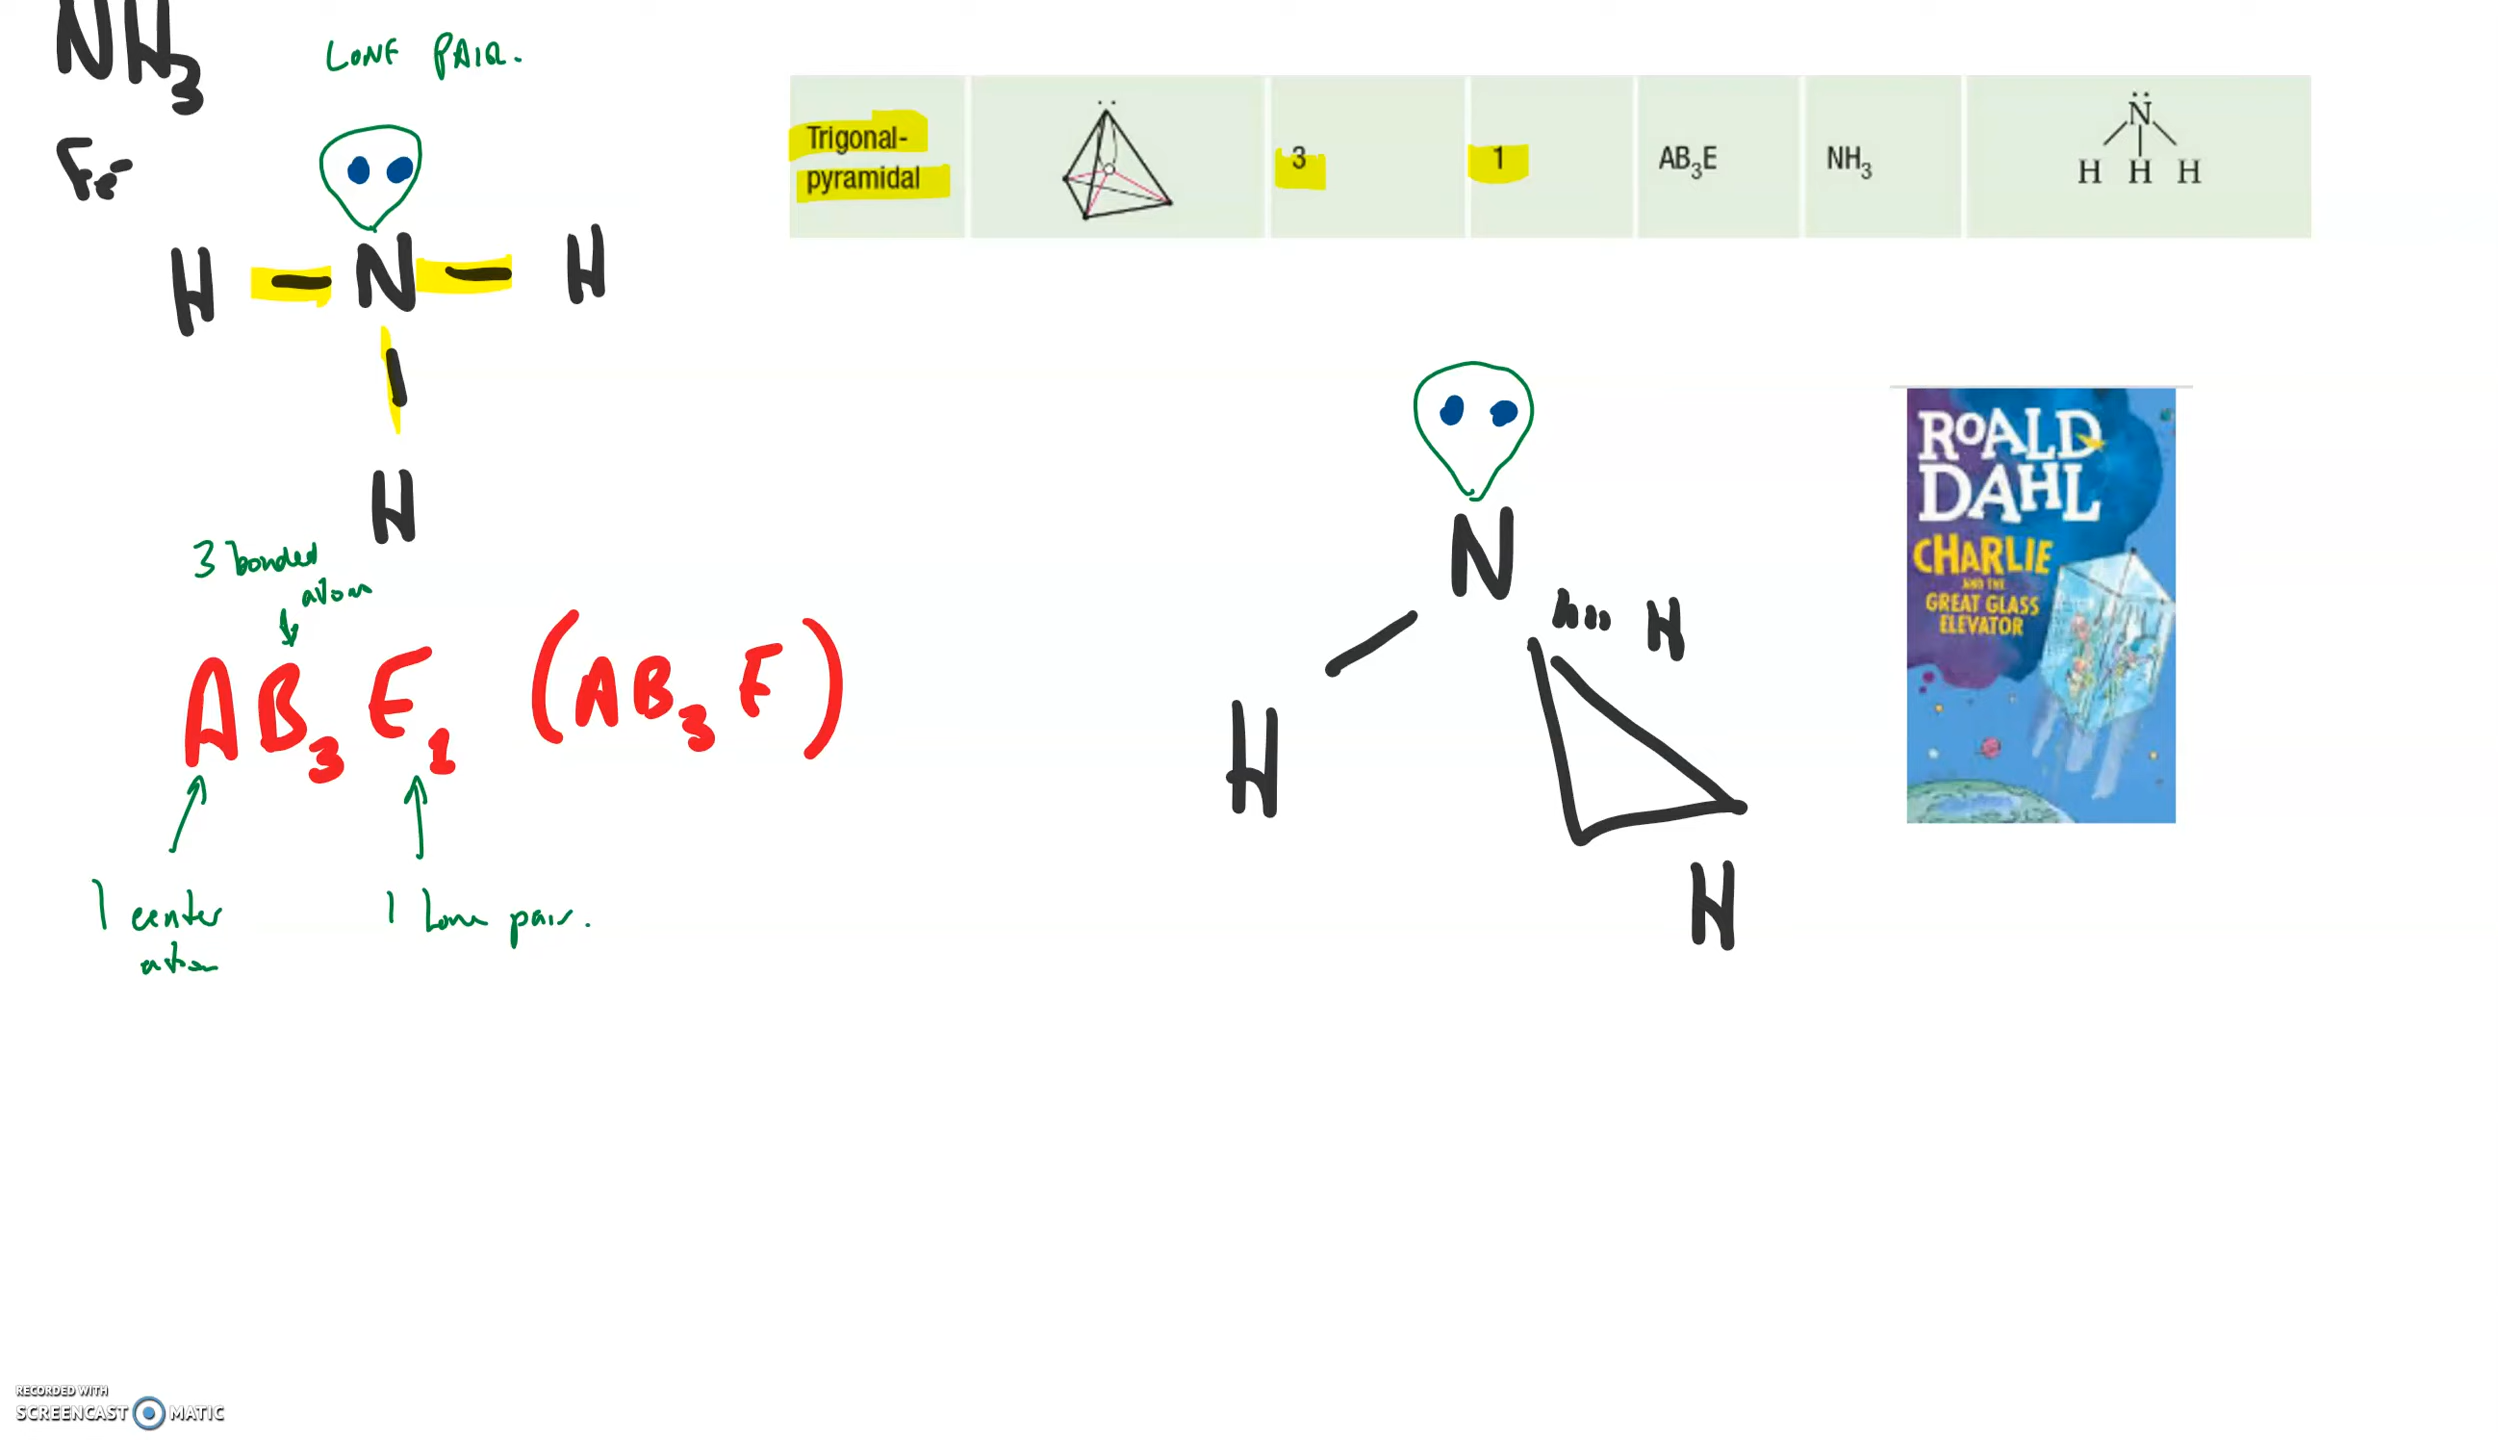 NH3
LONE PAIR.
8e-
H N H
H
3 bonded
atom
AB3E1 (AB3E)
1 center
atom
1 Lone pair.
Trigonal-
pyramidal
3
1
AB3E
NH3
N
H H H
N
H
H
H
ROALD
DAHL
CHARLIE
AND THE
GREAT GLASS
ELEVATOR
RECORDED WITH
SCREENCAST MATIC